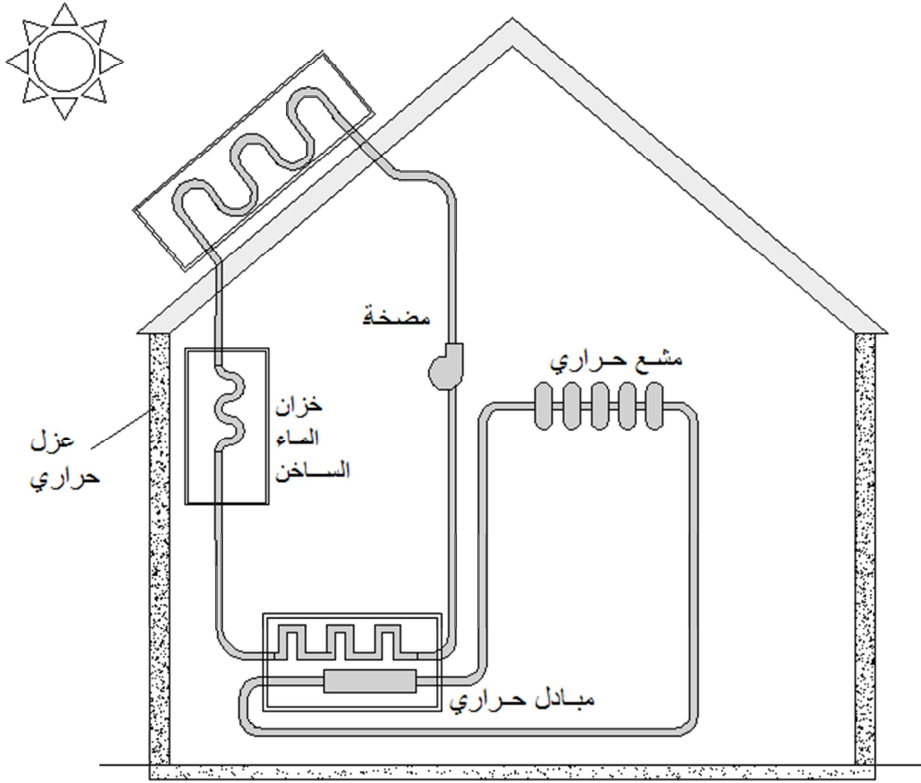 مضخة
مشع حراري
خزان
الماء
الساخن
عزل
حراري
مبادل حراري